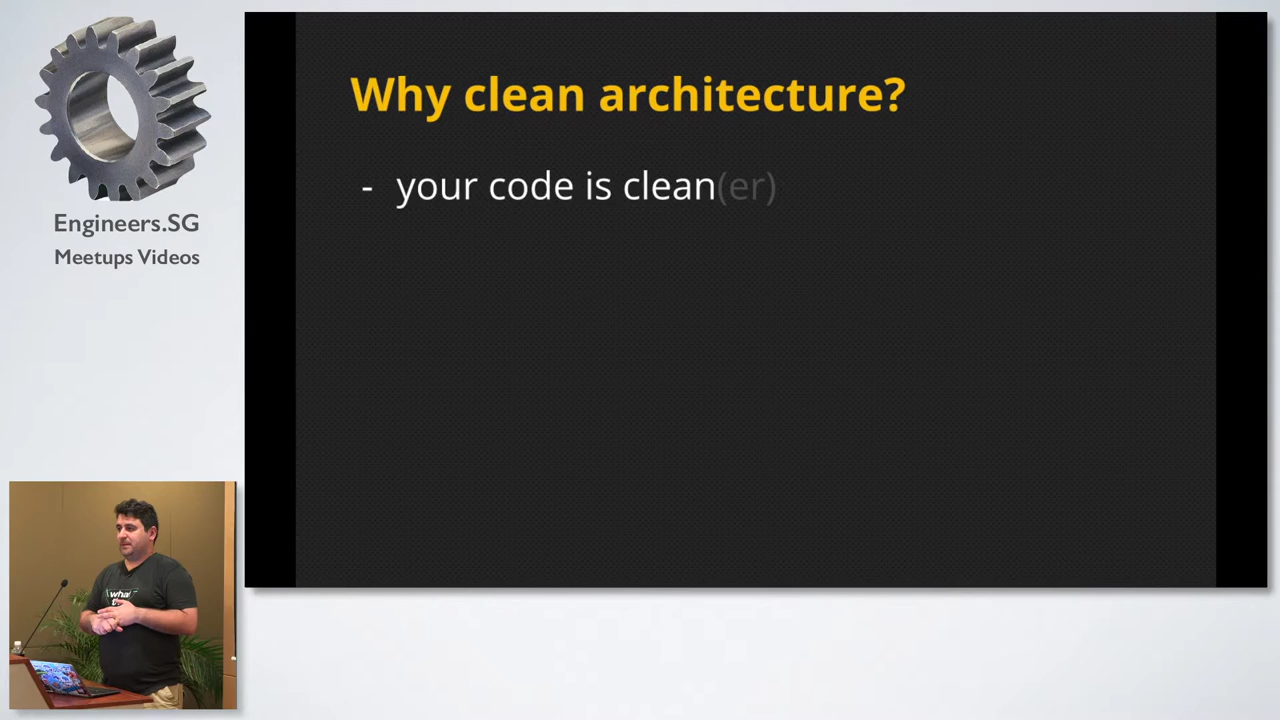 Engineers.SG
Meetups Videos
Why clean architecture?
- your code is clean(er)